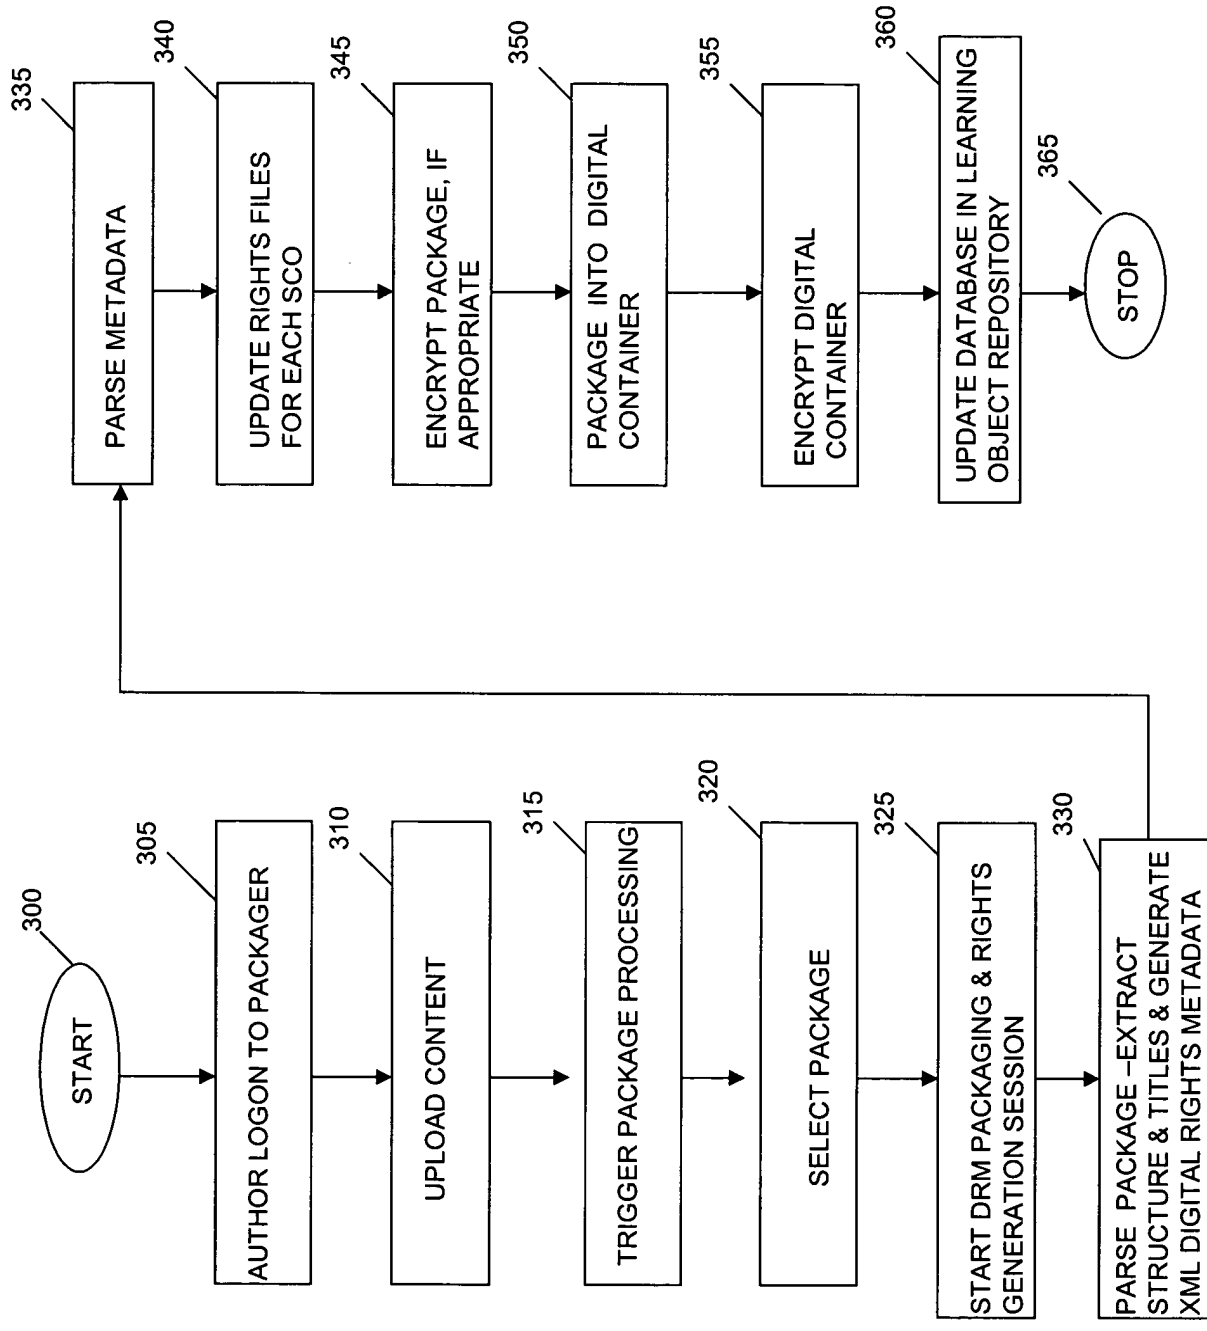 300
START
305
AUTHOR LOGON TO PACKAGER
310
UPLOAD CONTENT
315
TRIGGER PACKAGE PROCESSING
320
SELECT PACKAGE
325
START DRM PACKAGING & RIGHTS
GENERATION SESSION
330
PARSE PACKAGE –EXTRACT
STRUCTURE & TITLES & GENERATE
XML DIGITAL RIGHTS METADATA
335
PARSE METADATA
340
UPDATE RIGHTS FILES
FOR EACH SCO
345
ENCRYPT PACKAGE, IF
APPROPRIATE
350
PACKAGE INTO DIGITAL
CONTAINER
355
ENCRYPT DIGITAL
CONTAINER
360
UPDATE DATABASE IN LEARNING
OBJECT REPOSITORY
365
STOP